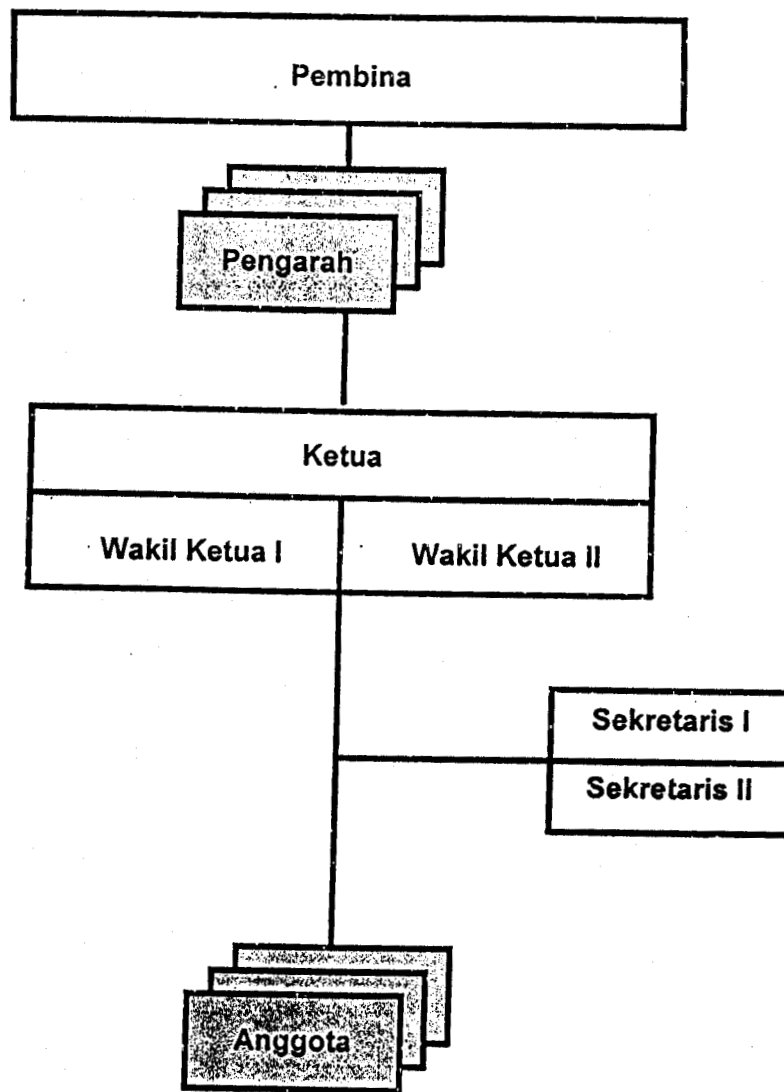 Pembina
Pengarah
Ketua
Wakil Ketua I
Wakil Ketua II
Sekretaris I
Sekretaris II
Anggota